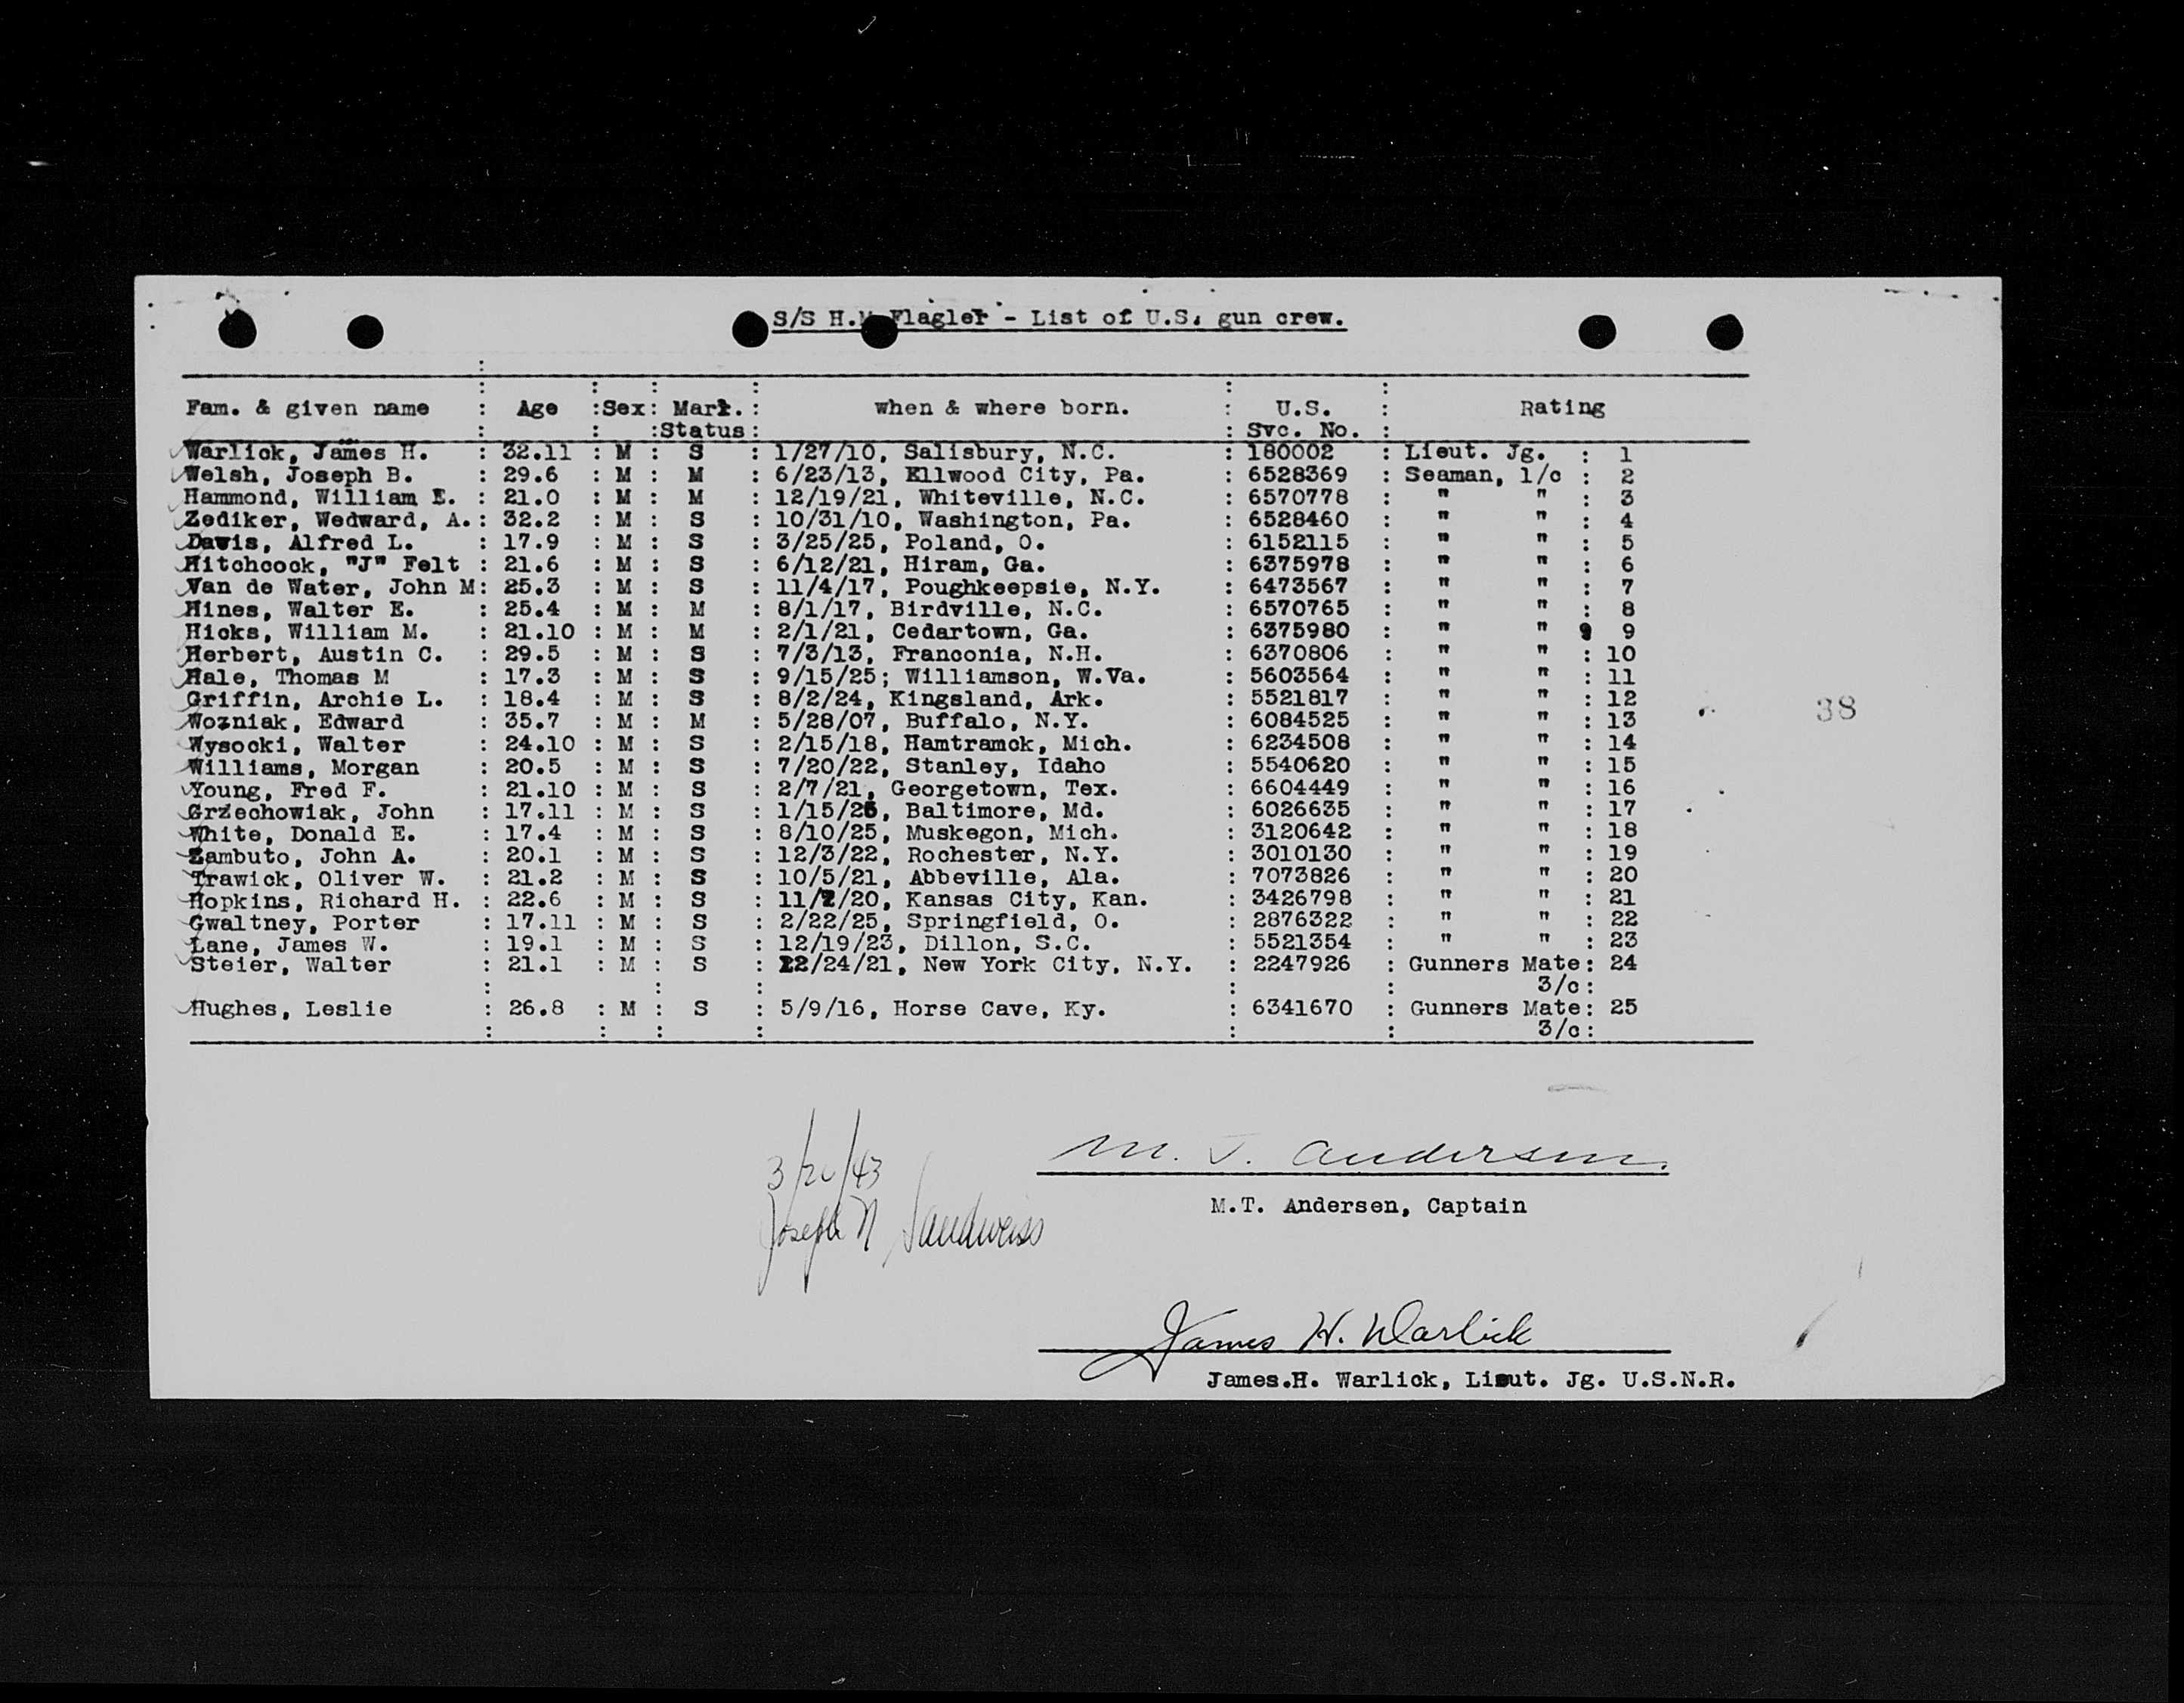 S/S H.M. Flagler - List of U.S. gun crew.
Fam. & given name : Age : Sex : Mart. : when & where born. : U.S. : Rating
Status : Svc. No. :
Warlick, James H. : 32.11 : M : S : 1/27/10, Salisbury, N.C. : 180002 : Lieut. Jg. : 1
Welsh, Joseph B. : 29.6 : M : M : 6/23/13, Ellwood City, Pa. : 6528369 : Seaman, 1/c : 2
Hammond, William E. : 21.0 : M : M : 12/19/21, Whiteville, N.C. : 6570778 : " " : 3
Zediker, Wedward, A. : 32.2 : M : S : 10/31/10, Washington, Pa. : 6528460 : " " : 4
Davis, Alfred L. : 17.9 : M : S : 3/25/25, Poland, O. : 6152115 : " " : 5
Hitchcock, "J" Felt : 21.6 : M : S : 6/12/21, Hiram, Ga. : 6375978 : " " : 6
Van de Water, John M : 25.3 : M : S : 11/4/17, Poughkeepsie, N.Y. : 6473567 : " " : 7
Hines, Walter E. : 25.4 : M : M : 8/1/17, Birdville, N.C. : 6570765 : " " : 8
Hicks, William M. : 21.10 : M : M : 2/1/21, Cedartown, Ga. : 6375980 : " " 9 9
Herbert, Austin C. : 29.5 : M : S : 7/3/13, Franconia, N.H. : 6370806 : " " : 10
Hale, Thomas M : 17.3 : M : S : 9/15/25; Williamson, W.Va. : 5603564 : " " : 11
Griffin, Archie L. : 18.4 : M : S : 8/2/24, Kingsland, Ark. : 5521817 : " " : 12
Wozniak, Edward : 35.7 : M : M : 5/28/07, Buffalo, N.Y. : 6084525 : " " : 13
38
Wysocki, Walter : 24.10 : M : S : 2/15/18, Hamtramck, Mich. : 6234508 : " " : 14
Williams, Morgan : 20.5 : M : S : 7/20/22, Stanley, Idaho : 5540620 : " " : 15
Young, Fred F. : 21.10 : M : S : 2/7/21, Georgetown, Tex. : 6604449 : " " : 16
Grzechowiak, John : 17.11 : M : S : 1/15/25, Baltimore, Md. : 6026635 : " " : 17
White, Donald E. : 17.4 : M : S : 8/10/25, Muskegon, Mich. : 3120642 : " " : 18
Zambuto, John A. : 20.1 : M : S : 12/3/22, Rochester, N.Y. : 3010130 : " " : 19
Trawick, Oliver W. : 21.2 : M : S : 10/5/21, Abbeville, Ala. : 7073826 : " " : 20
Hopkins, Richard H. : 22.6 : M : S : 11/2/20, Kansas City, Kan. : 3426798 : " " : 21
Gwaltney, Porter : 17.11 : M : S : 2/22/25, Springfield, O. : 2876322 : " " : 22
Lane, James W. : 19.1 : M : S : 12/19/23, Dillon, S.C. : 5521354 : " " : 23
Steier, Walter : 21.1 : M : S : 12/24/21, New York City, N.Y. : 2247926 : Gunners Mate : 24
3/c :
Hughes, Leslie : 26.8 : M : S : 5/9/16, Horse Cave, Ky. : 6341670 : Gunners Mate : 25
3/c :
M. T. Andersen.
M.T. Andersen, Captain
Joseph N Sandweiss
James H. Warlick
James.H. Warlick, Lieut. Jg. U.S.N.R.